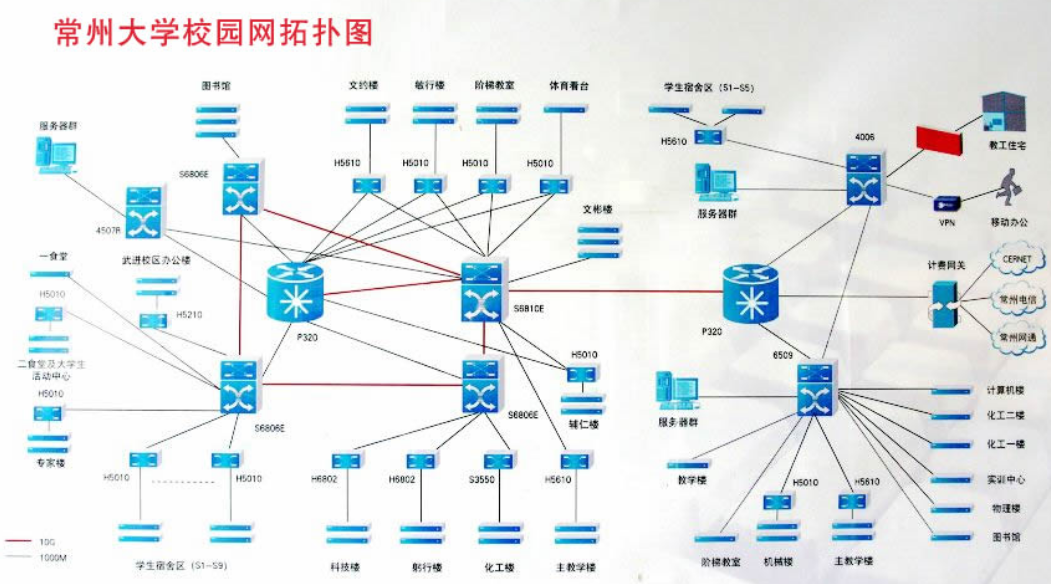 常州大学校园网拓扑图
图书馆
文约楼
敏行楼
阶梯教室
体育看台
学生宿舍区（S1-S5）
服务器群
S6806E
H5610
H5010
H5010
H5010
H5610
4006
教工住宅
4507R
文彬楼
服务器群
VPN
移动办公
一食堂
武进校区办公楼
计费网关
CERNET
H5010
H5210
P320
S6810E
P320
常州电信
常州网通
二食堂及大学生
活动中心
H5010
6509
H5010
S6806E
S6806E
辅仁楼
服务器群
计算机楼
化工二楼
化工一楼
专家楼
H5010
H5010
H6802
H6802
S3550
H5610
教学楼
H5010
H5610
实训中心
物理楼
图书馆
10G
1000M
学生宿舍区（S1-S9）
科技楼
躬行楼
化工楼
主教学楼
阶梯教室
机械楼
主教学楼